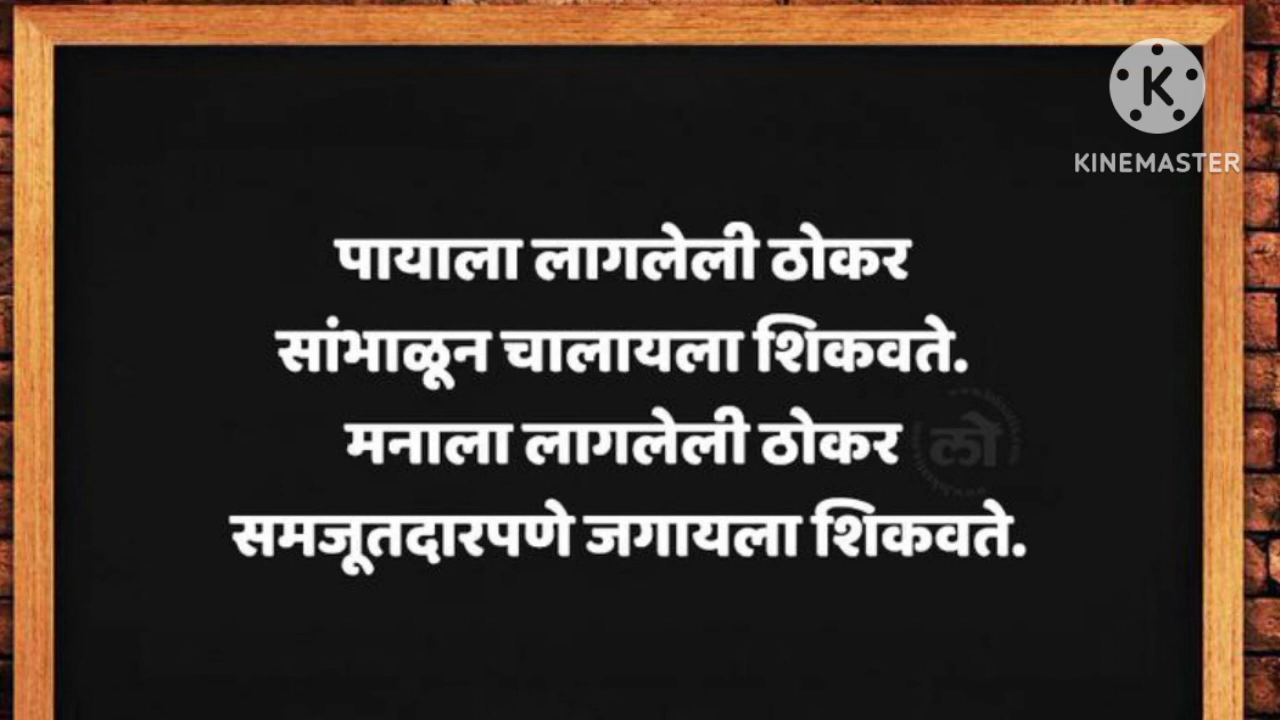 KINEMASTER
पायाला लागलेली ठोकर
सांभाळून चालायला शिकवते.
मनाला लागलेली ठोकर
लो
समजूतदारपणे जगायला शिकवते.